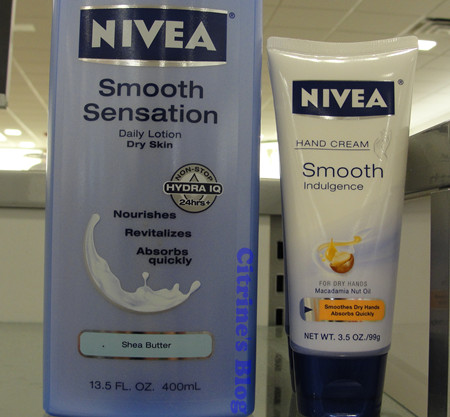 NIVEA
Smooth
Sensation
Daily Lotion
Dry Skin
NON-STOP
HYDRA IQ
24hrs+
Nourishes
Revitalizes
Absorbs
quickly
Shea Butter
13.5 FL. OZ. 400mL
Citrine's Blog
NIVEA
HAND CREAM
Smooth
Indulgence
FOR DRY HANDS
Macadamia Nut Oil
Smoothes Dry Hands
Absorbs Quickly
NET WT. 3.5 OZ./99g